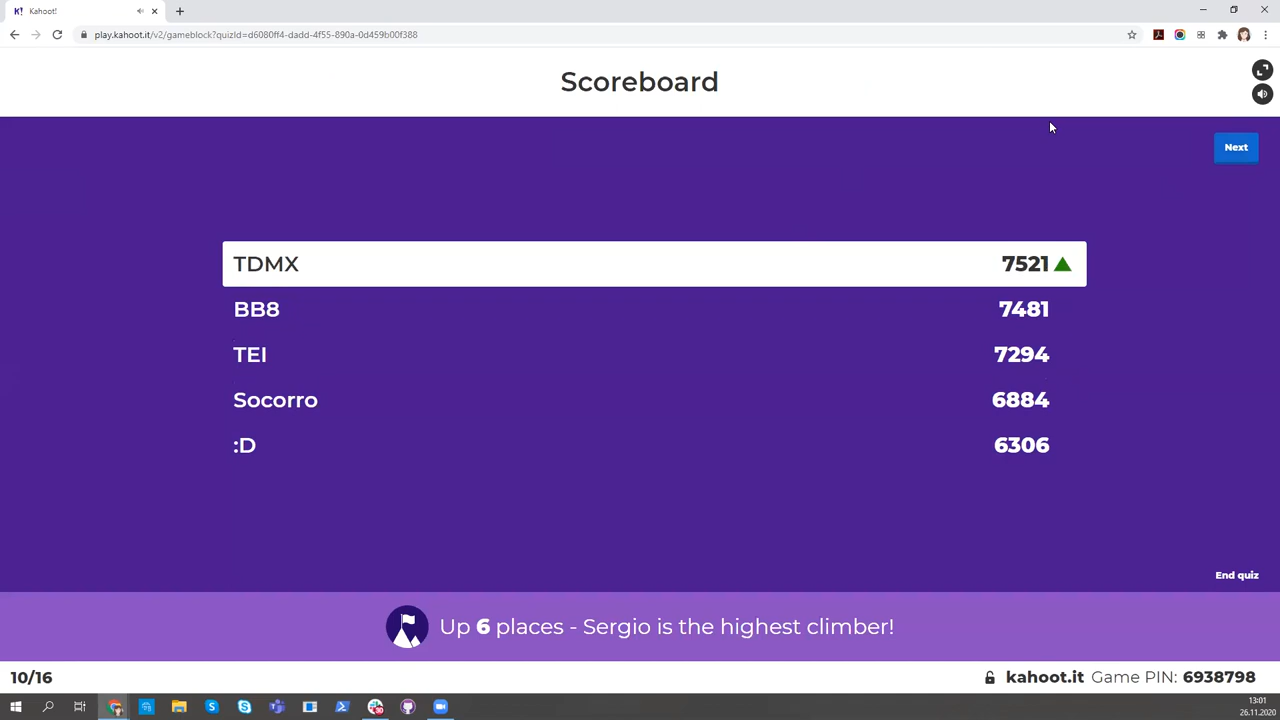 K! Kahoot!
play.kahoot.it/v2/gameblock?quizId=d6080ff4-dadd-4f55-890a-0d459b00f388
Scoreboard
Next
TDMX 7521
BB8 7481
TEI 7294
Socorro 6884
:D 6306
End quiz
Up 6 places - Sergio is the highest climber!
10/16 kahoot.it Game PIN: 6938798
13:01
26.11.2020